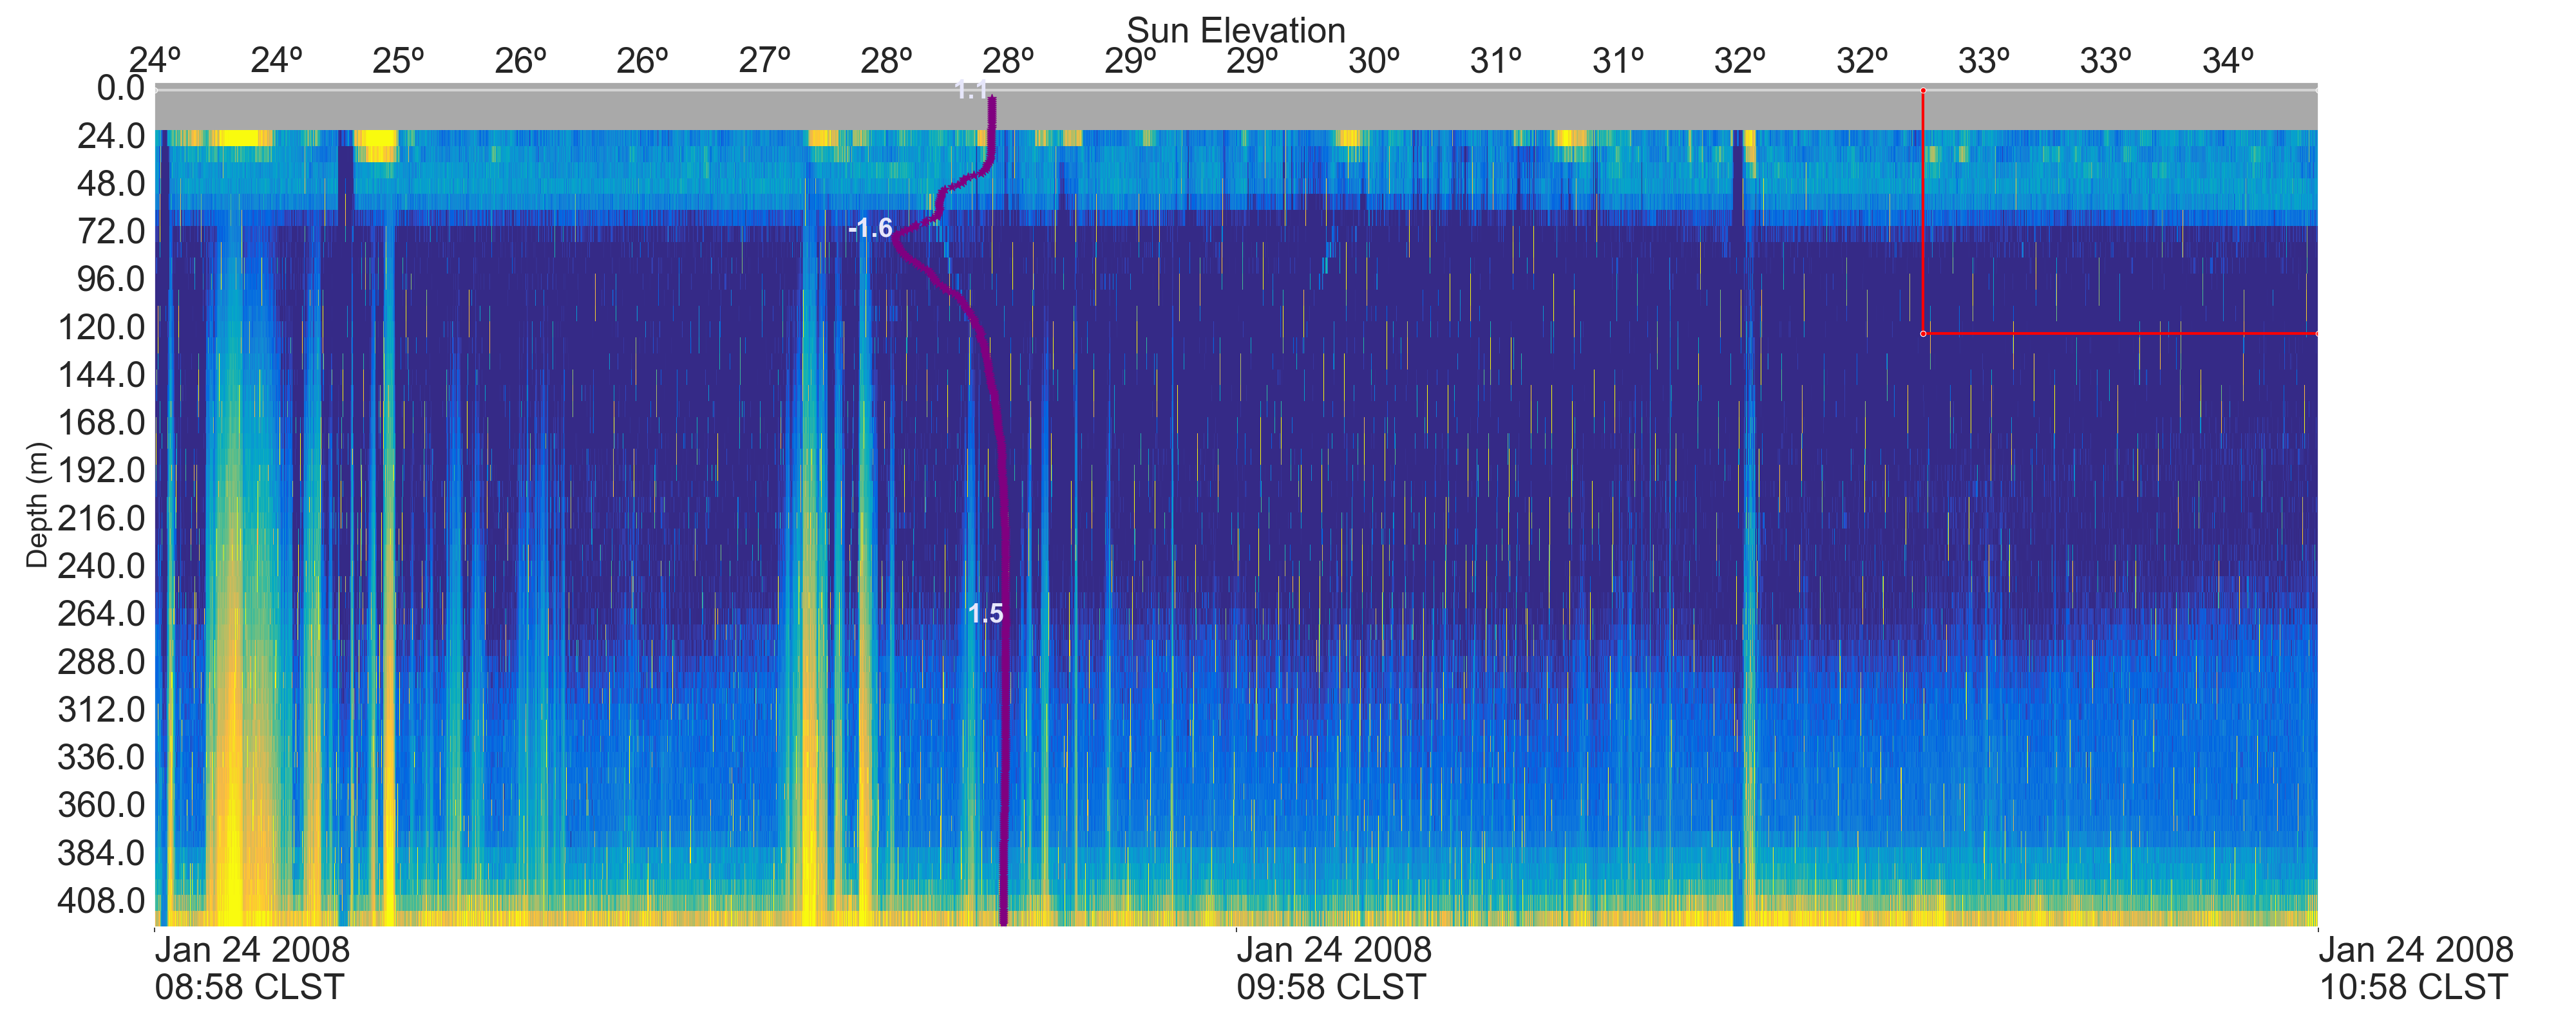 Sun Elevation
24º 24º 25º 26º 26º 27º 28º 28º 29º 29º 30º 31º 31º 32º 32º 33º 33º 34º
0.0
1.1
24.0
48.0
72.0
-1.6
96.0
120.0
144.0
168.0
192.0
216.0
240.0
264.0
1.5
288.0
312.0
336.0
360.0
384.0
408.0
Depth (m)
Jan 24 2008
08:58 CLST
Jan 24 2008
09:58 CLST
Jan 24 2008
10:58 CLST